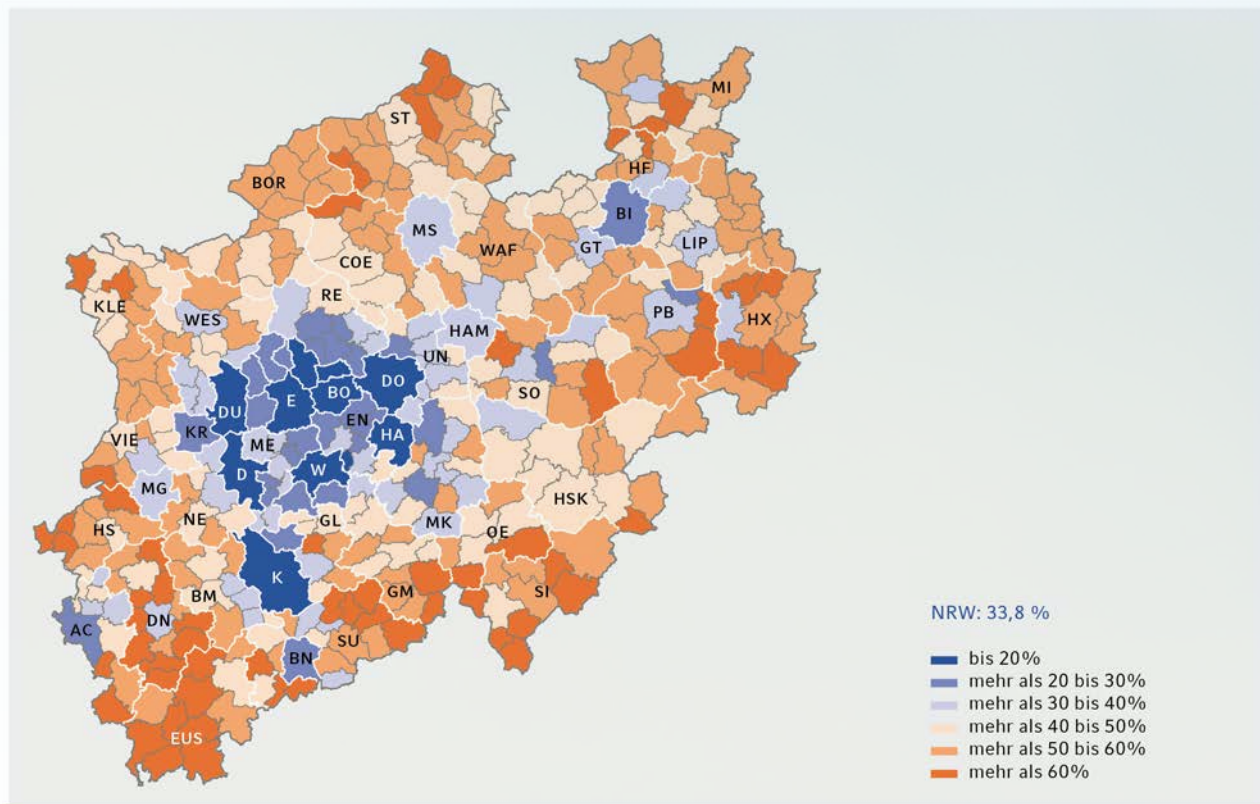 MI
ST
HF
BOR
BI
MS
GT
LIP
WAF
COE
RE
KLE
PB
HX
WES
HAM
UN
DO
BO
E
SO
DU
EN
KR
HA
VIE
ME
W
D
MG
HSK
NE
GL
MK
HS
OE
K
GM
SI
BM
DN
AC
SU
BN
EUS
NRW: 33,8 %
bis 20%
mehr als 20 bis 30%
mehr als 30 bis 40%
mehr als 40 bis 50%
mehr als 50 bis 60%
mehr als 60%